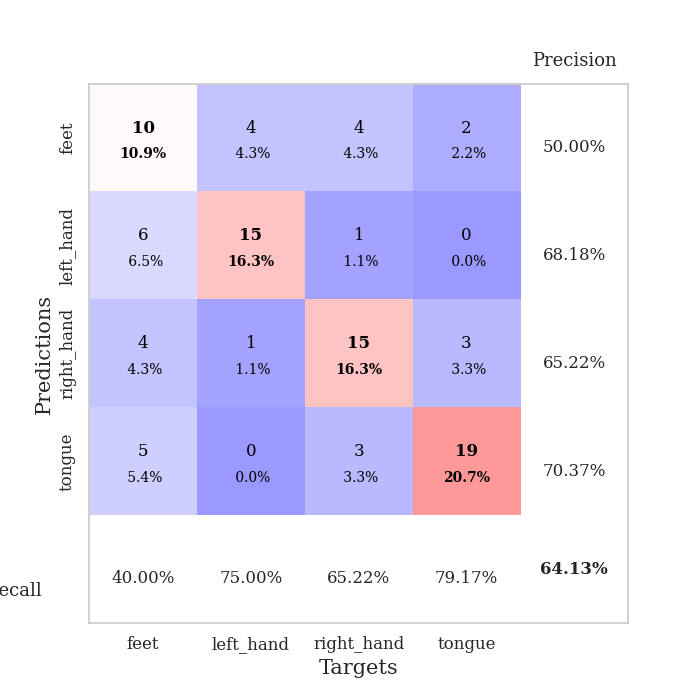 Precision
feet 10 4 4 2 50.00%
10.9% 4.3% 4.3% 2.2%
left_hand 6 15 1 0 68.18%
6.5% 16.3% 1.1% 0.0%
Predictions
right_hand 4 1 15 3 65.22%
4.3% 1.1% 16.3% 3.3%
tongue 5 0 3 19 70.37%
5.4% 0.0% 3.3% 20.7%
ecall 40.00% 75.00% 65.22% 79.17% 64.13%
feet left_hand right_hand tongue
Targets